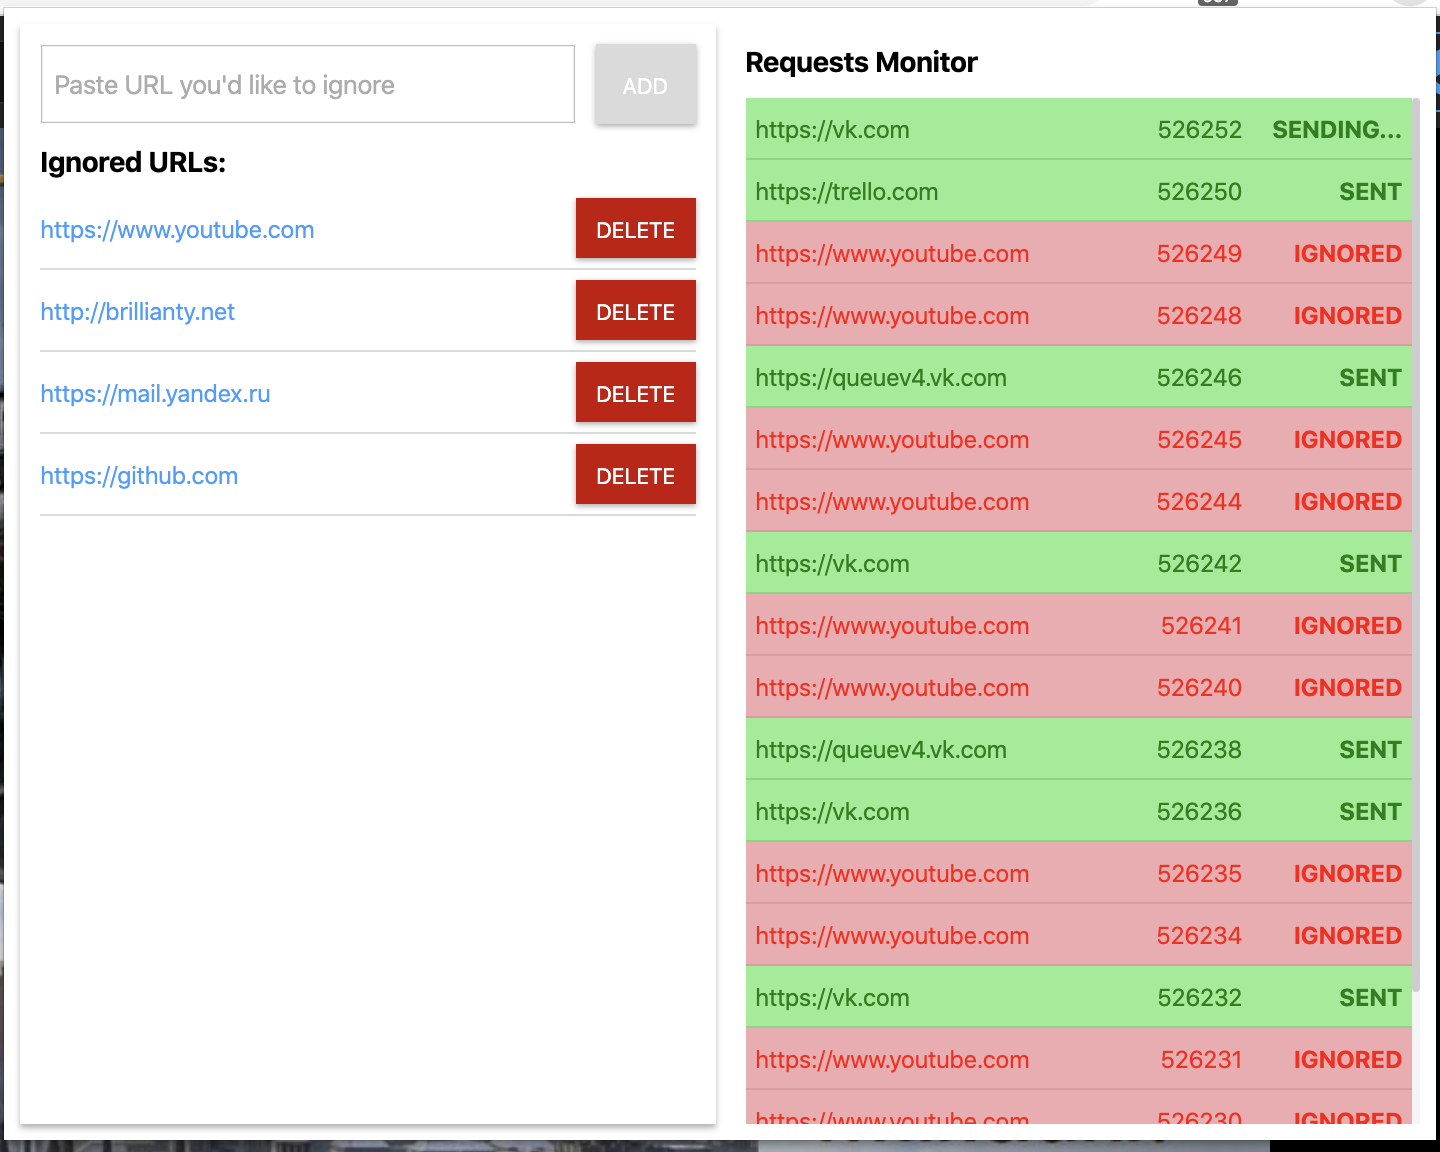 Paste URL you'd like to ignore ADD
Ignored URLs:
https://www.youtube.com DELETE
http://brillianty.net DELETE
https://mail.yandex.ru DELETE
https://github.com DELETE
Requests Monitor
https://vk.com 526252 SENDING...
https://trello.com 526250 SENT
https://www.youtube.com 526249 IGNORED
https://www.youtube.com 526248 IGNORED
https://queuev4.vk.com 526246 SENT
https://www.youtube.com 526245 IGNORED
https://www.youtube.com 526244 IGNORED
https://vk.com 526242 SENT
https://www.youtube.com 526241 IGNORED
https://www.youtube.com 526240 IGNORED
https://queuev4.vk.com 526238 SENT
https://vk.com 526236 SENT
https://www.youtube.com 526235 IGNORED
https://www.youtube.com 526234 IGNORED
https://vk.com 526232 SENT
https://www.youtube.com 526231 IGNORED
https://www.youtube.com 526230 IGNORED